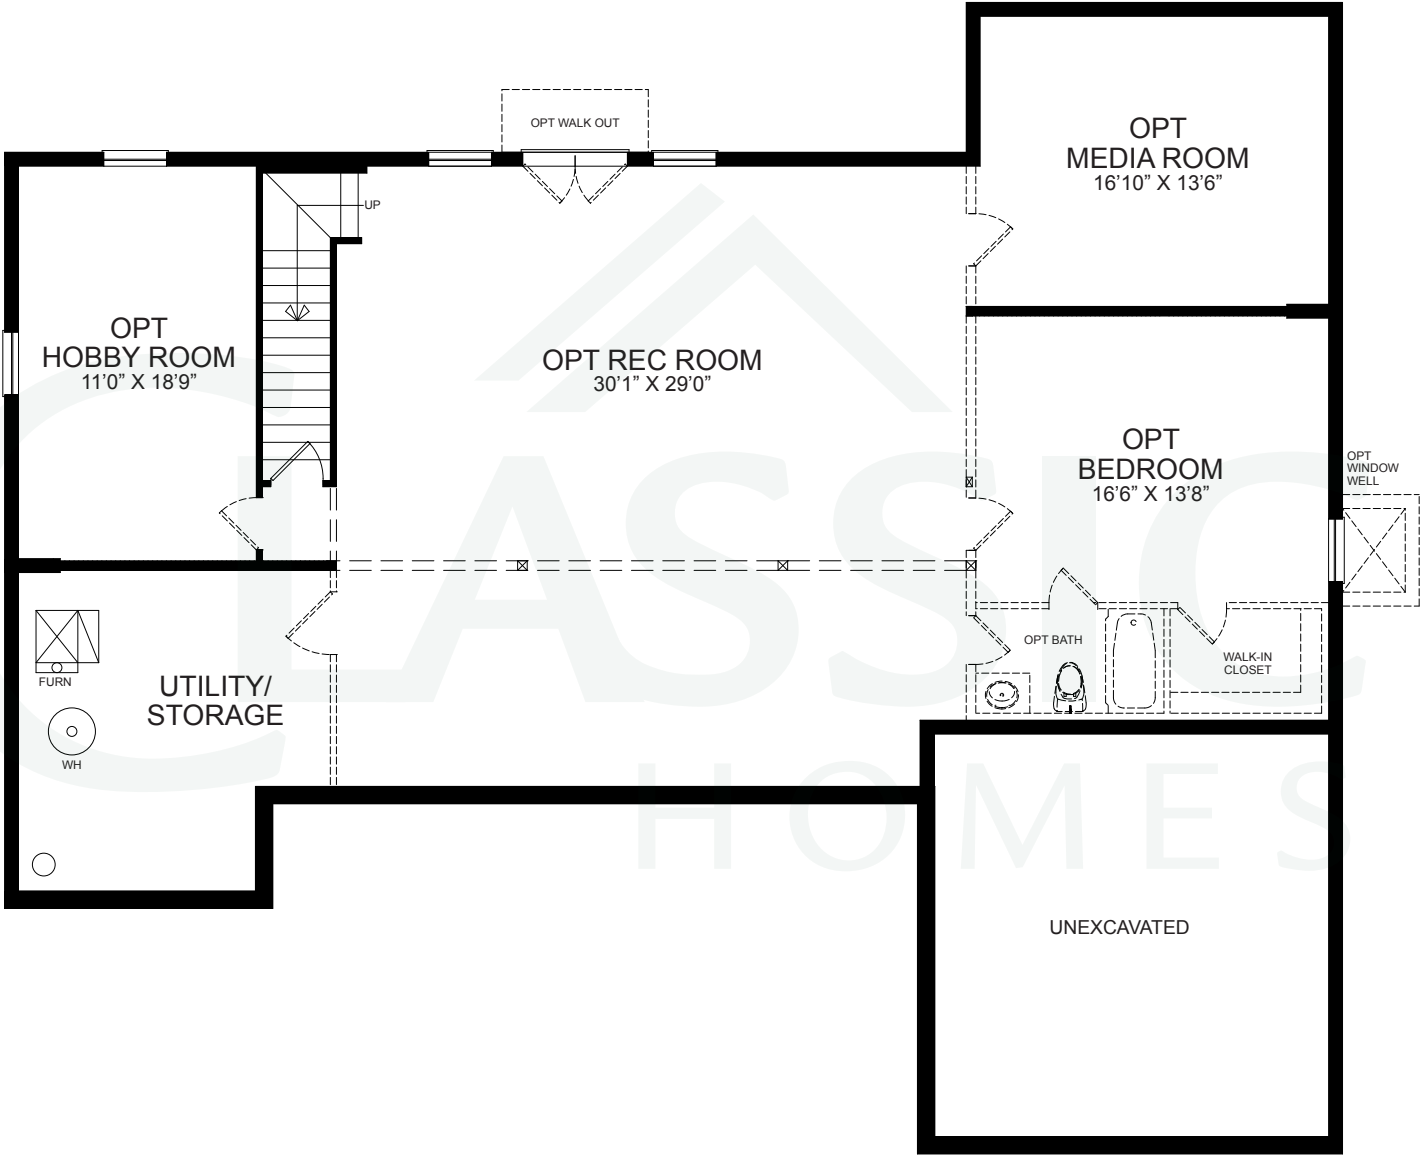 OPT WALK OUT
OPT
MEDIA ROOM
16'10” X 13'6”
UP
OPT
HOBBY ROOM
11'0” X 18'9”
OPT REC ROOM
30'1” X 29'0”
OPT
BEDROOM
16'6” X 13'8”
OPT
WINDOW
WELL
CLASSIC
HOMES
OPT BATH
WALK-IN
CLOSET
FURN
UTILITY/
STORAGE
WH
UNEXCAVATED